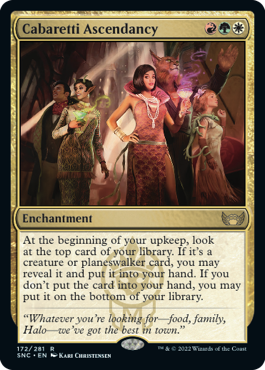 Cabaretti Ascendancy
Enchantment
At the beginning of your upkeep, look
at the top card of your library. If it's a
creature or planeswalker card, you may
reveal it and put it into your hand. If you
don't put the card into your hand, you may
put it on the bottom of your library.
"Whatever you're looking for—food, family,
Halo—we've got the best in town."
172/281 R
SNC • EN KARI CHRISTENSEN
™ & © 2022 Wizards of the Coast